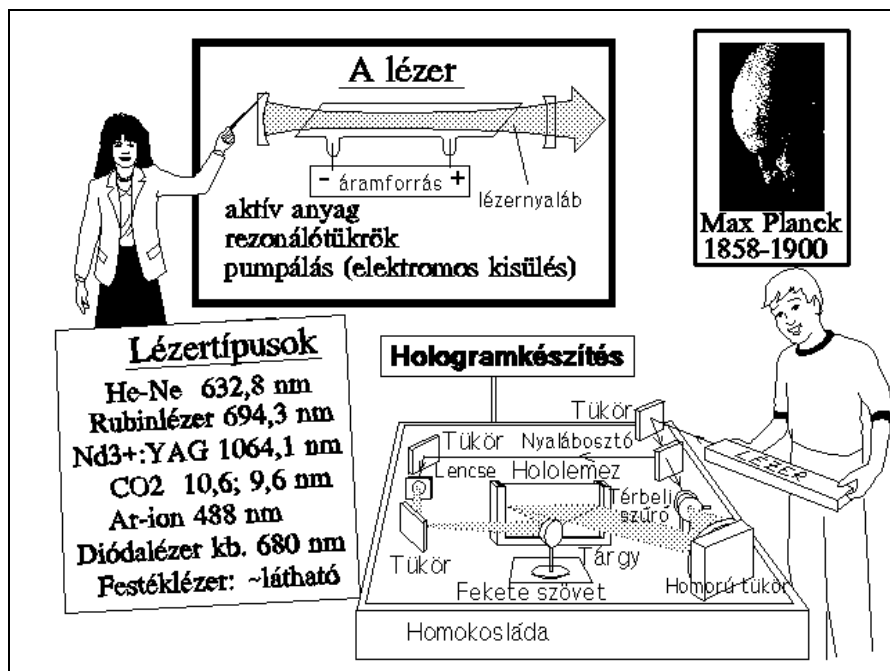 A lézer
- áramforrás +
lézernyaláb
aktív anyag
rezonálótükrök
pumpálás (elektromos kisülés)
Max Planck
1858-1900
Lézertípusok
He-Ne 632,8 nm
Rubinlézer 694,3 nm
Nd3+:YAG 1064,1 nm
CO2 10,6; 9,6 nm
Ar-ion 488 nm
Diódalézer kb. 680 nm
Festéklézer: ~látható
Hologramkészítés
Tükör
Tükör
Nyalábosztó
Lencse
Hololemez
LÉZER
Térbeli
szűrő
Tükör
Tárgy
Homorú tükör
Fekete szövet
Homokosláda